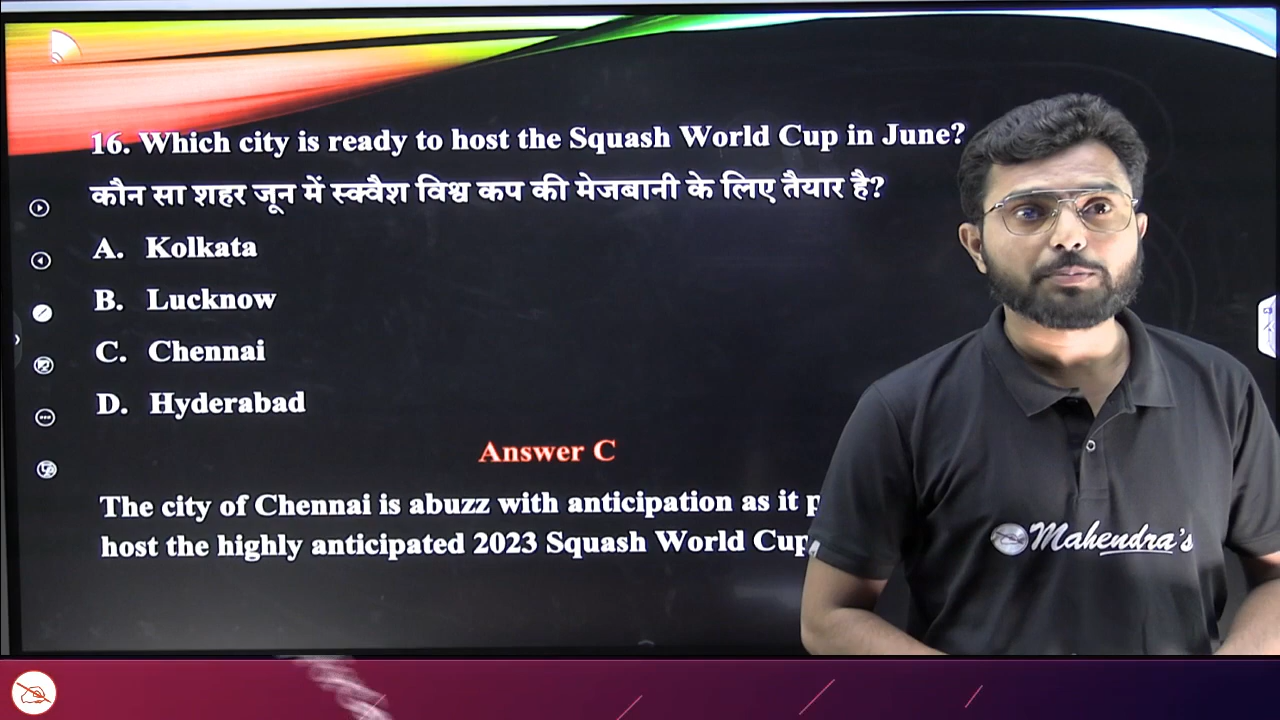 16. Which city is ready to host the Squash World Cup in June?
कौन सा शहर जून में स्क्वैश विश्व कप की मेजबानी के लिए तैयार है?
A. Kolkata
B. Lucknow
C. Chennai
D. Hyderabad
Answer C
The city of Chennai is abuzz with anticipation as it p
host the highly anticipated 2023 Squash World Cup
Mahendra's